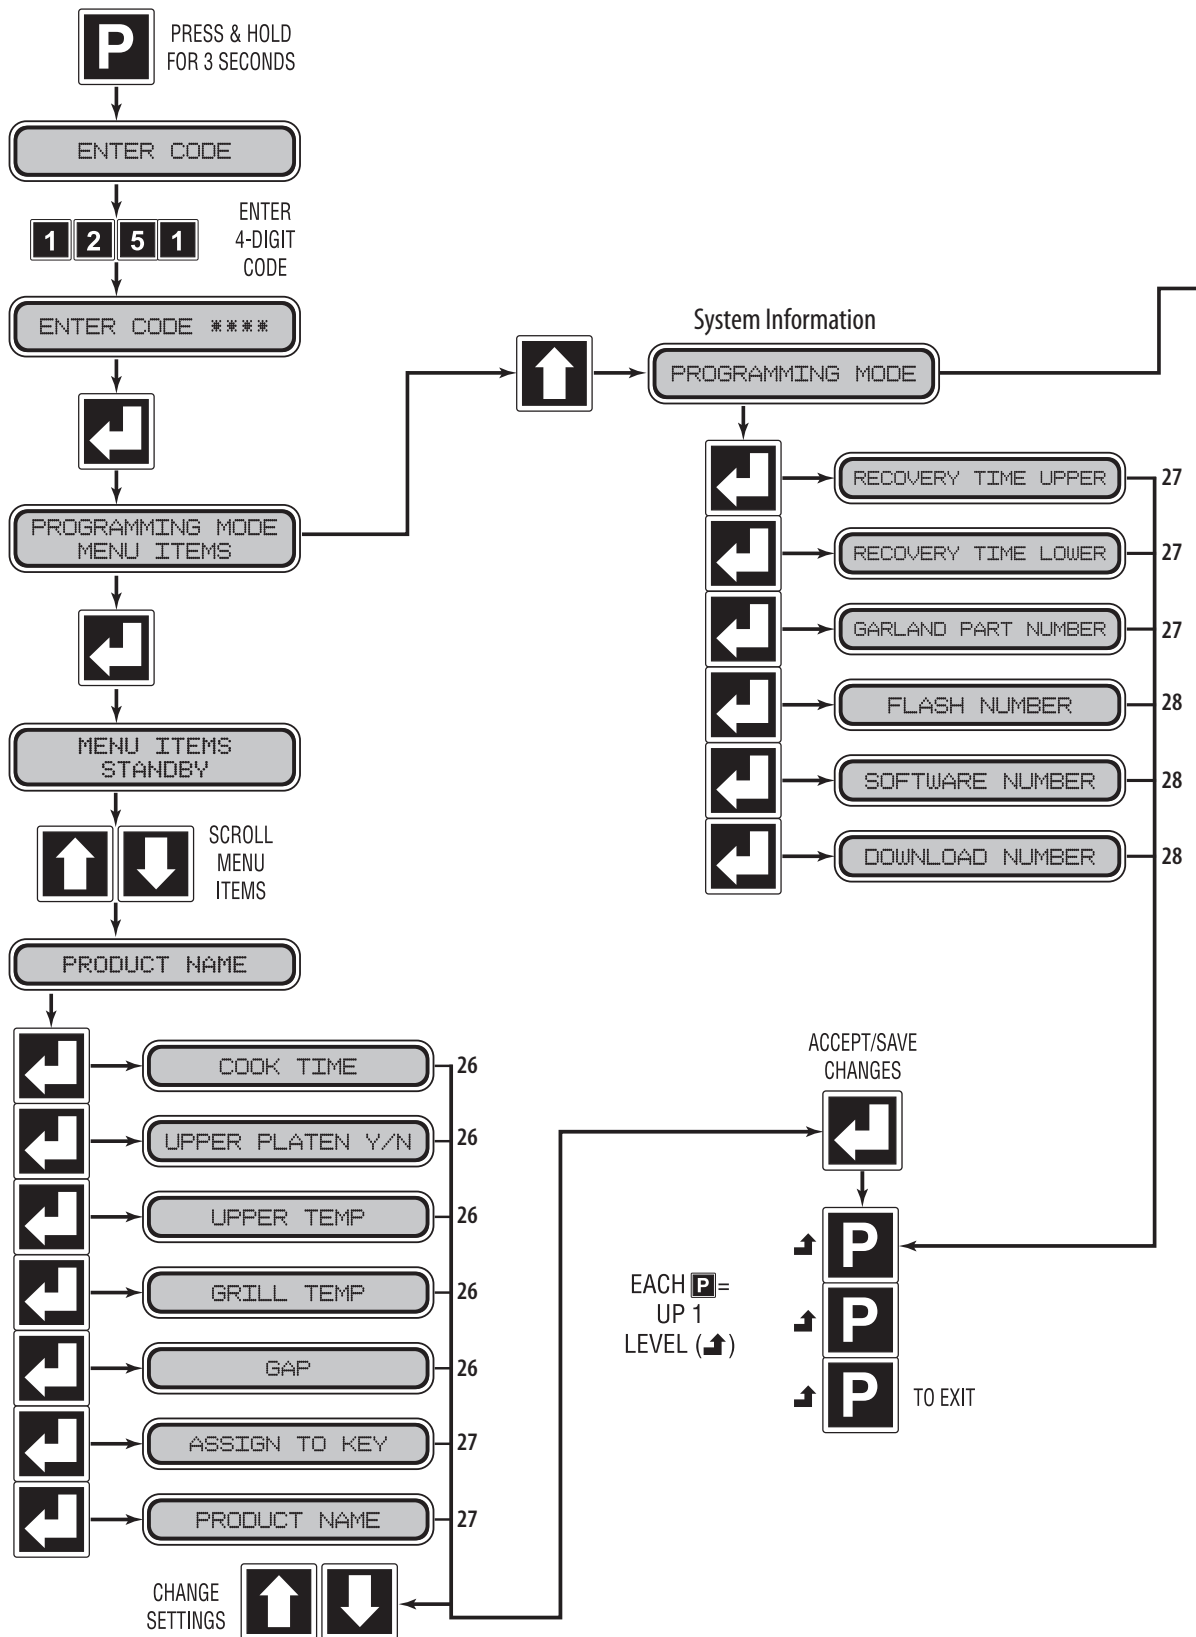 P
PRESS & HOLD
FOR 3 SECONDS
ENTER CODE
1 2 5 1
ENTER
4-DIGIT
CODE
ENTER CODE ****
PROGRAMMING MODE
MENU ITEMS
MENU ITEMS
STANDBY
SCROLL
MENU
ITEMS
PRODUCT NAME
COOK TIME 26
UPPER PLATEN Y/N 26
UPPER TEMP 26
GRILL TEMP 26
GAP 26
ASSIGN TO KEY 27
PRODUCT NAME 27
CHANGE
SETTINGS
System Information
PROGRAMMING MODE
RECOVERY TIME UPPER 27
RECOVERY TIME LOWER 27
GARLAND PART NUMBER 27
FLASH NUMBER 28
SOFTWARE NUMBER 28
DOWNLOAD NUMBER 28
ACCEPT/SAVE
CHANGES
P
P
P
TO EXIT
EACH P =
UP 1
LEVEL ( )